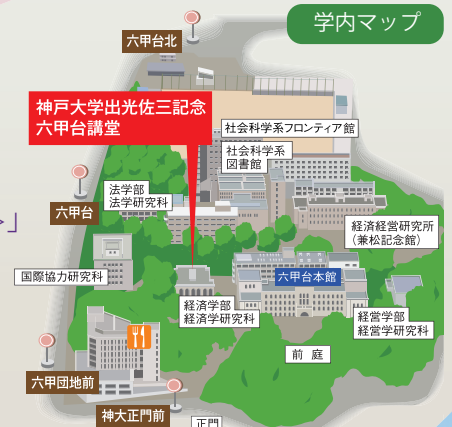 学内マップ
六甲台北
神戸大学出光佐三記念
六甲台講堂
社会科学系フロンティア館
社会科学系
図書館
法学部
法学研究科
六甲台
」
経済経営研究所
（兼松記念館）
国際協力研究科
六甲台本館
経済学部
経済学研究科
経営学部
経営学研究科
前 庭
六甲団地前
神大正門前
正門